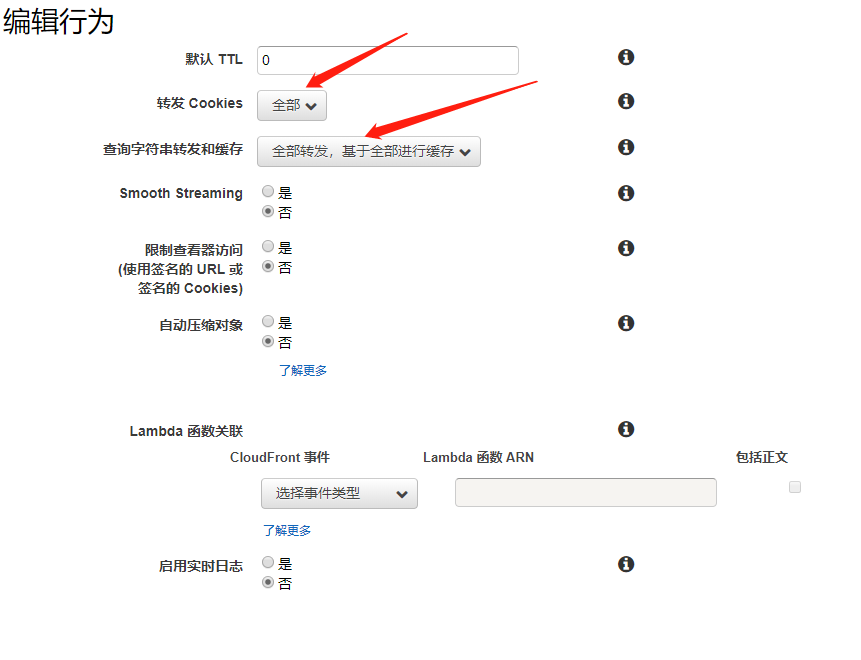 编辑行为
默认 TTL
0
转发 Cookies
全部
查询字符串转发和缓存
全部转发，基于全部进行缓存
Smooth Streaming
是
否
限制查看器访问
(使用签名的 URL 或
签名的 Cookies)
是
否
自动压缩对象
是
否
了解更多
Lambda 函数关联
CloudFront 事件
Lambda 函数 ARN
包括正文
选择事件类型
了解更多
启用实时日志
是
否